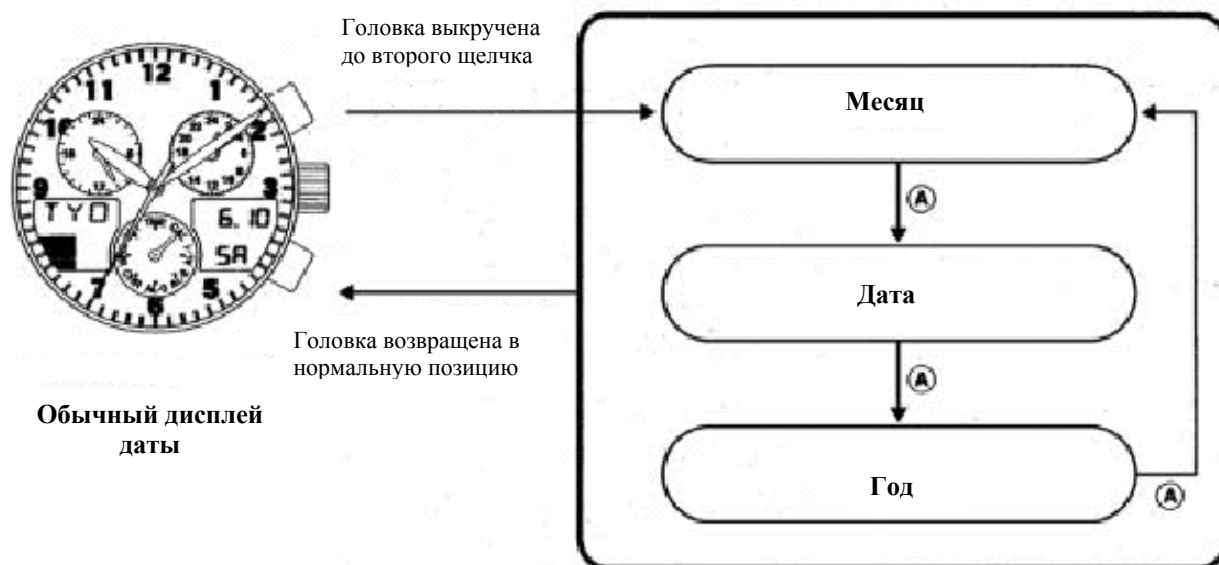 Головка выкручена
до второго щелчка
Месяц
12
11
1
10
2
9
3
TYO
6.10
SA
7
6
5
A
Дата
Головка возвращена в
нормальную позицию
A
Обычный дисплей
даты
Год
A